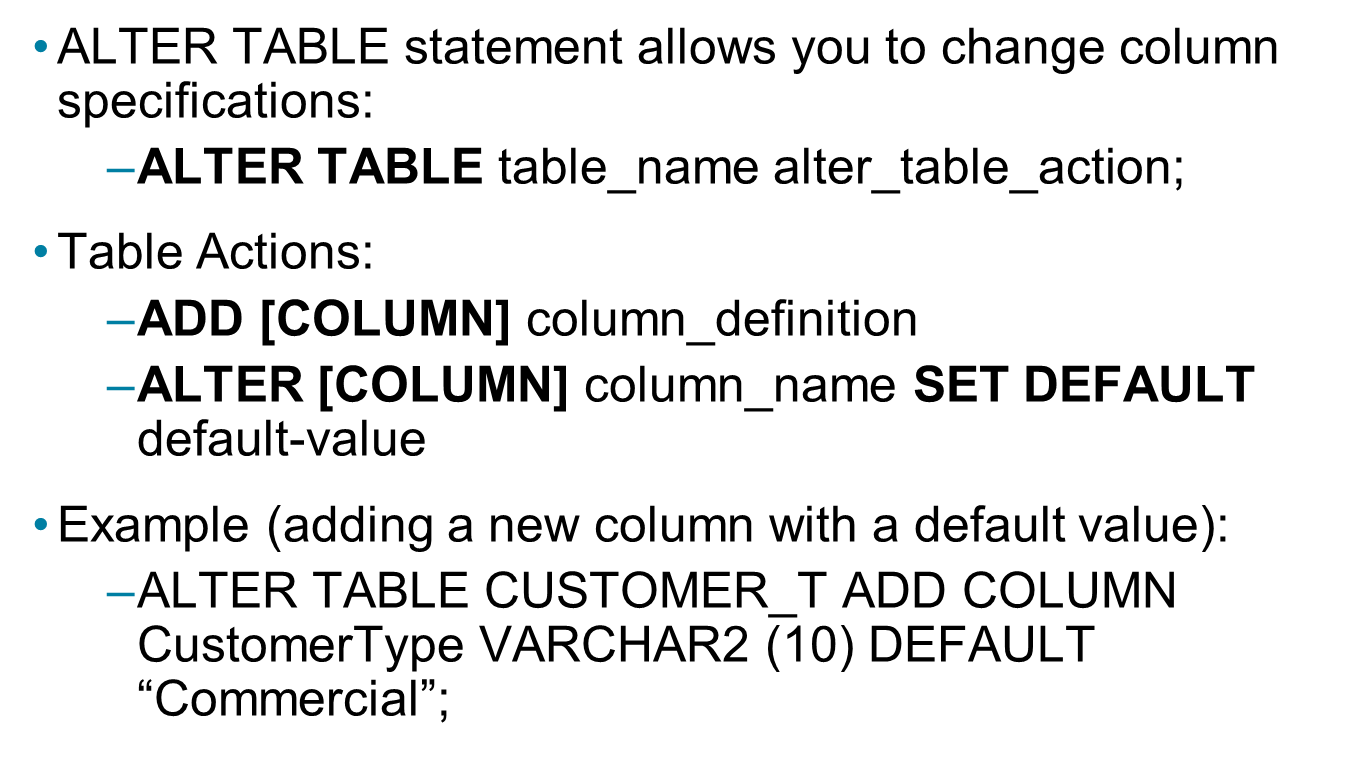 • ALTER TABLE statement allows you to change column
specifications:
–ALTER TABLE table_name alter_table_action;
• Table Actions:
–ADD [COLUMN] column_definition
–ALTER [COLUMN] column_name SET DEFAULT
default-value
• Example (adding a new column with a default value):
–ALTER TABLE CUSTOMER_T ADD COLUMN
CustomerType VARCHAR2 (10) DEFAULT
“Commercial”;